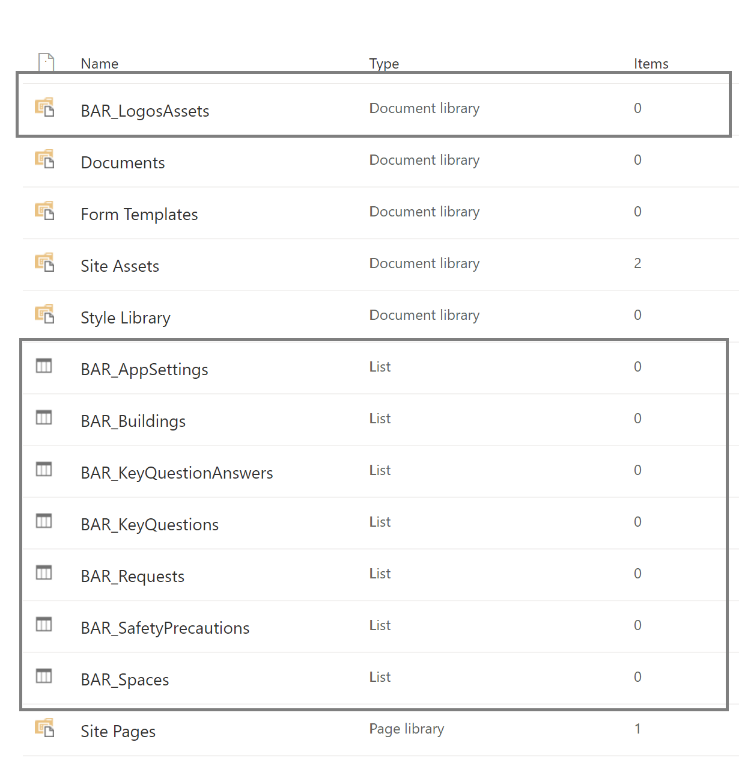 Name Type Items
BAR_LogosAssets Document library 0
Documents Document library 0
Form Templates Document library 0
Site Assets Document library 2
Style Library Document library 0
BAR_AppSettings List 0
BAR_Buildings List 0
BAR_KeyQuestionAnswers List 0
BAR_KeyQuestions List 0
BAR_Requests List 0
BAR_SafetyPrecautions List 0
BAR_Spaces List 0
Site Pages Page library 1